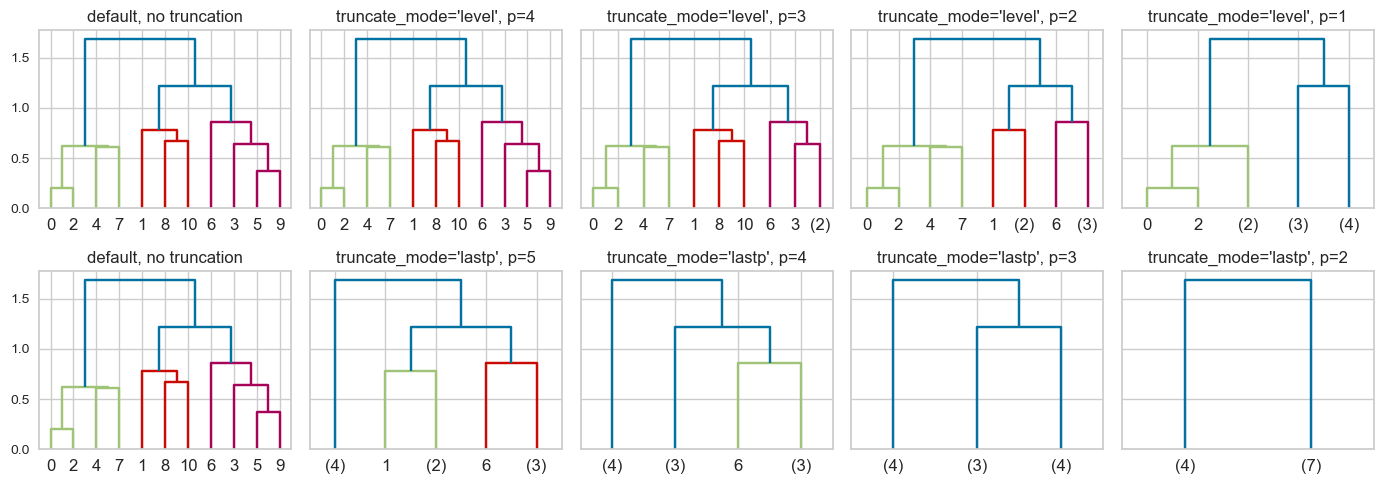 default, no truncation
truncate_mode='level', p=4
truncate_mode='level', p=3
truncate_mode='level', p=2
truncate_mode='level', p=1
1.5
1.0
0.5
0.0
0 2 4 7 1 8 10 6 3 5 9
0 2 4 7 1 8 10 6 3 5 9
0 2 4 7 1 8 10 6 3 (2)
0 2 4 7 1 (2) 6 (3)
0 2 (2) (3) (4)
default, no truncation
truncate_mode='lastp', p=5
truncate_mode='lastp', p=4
truncate_mode='lastp', p=3
truncate_mode='lastp', p=2
1.5
1.0
0.5
0.0
0 2 4 7 1 8 10 6 3 5 9
(4) 1 (2) 6 (3)
(4) (3) 6 (3)
(4) (3) (4)
(4) (7)